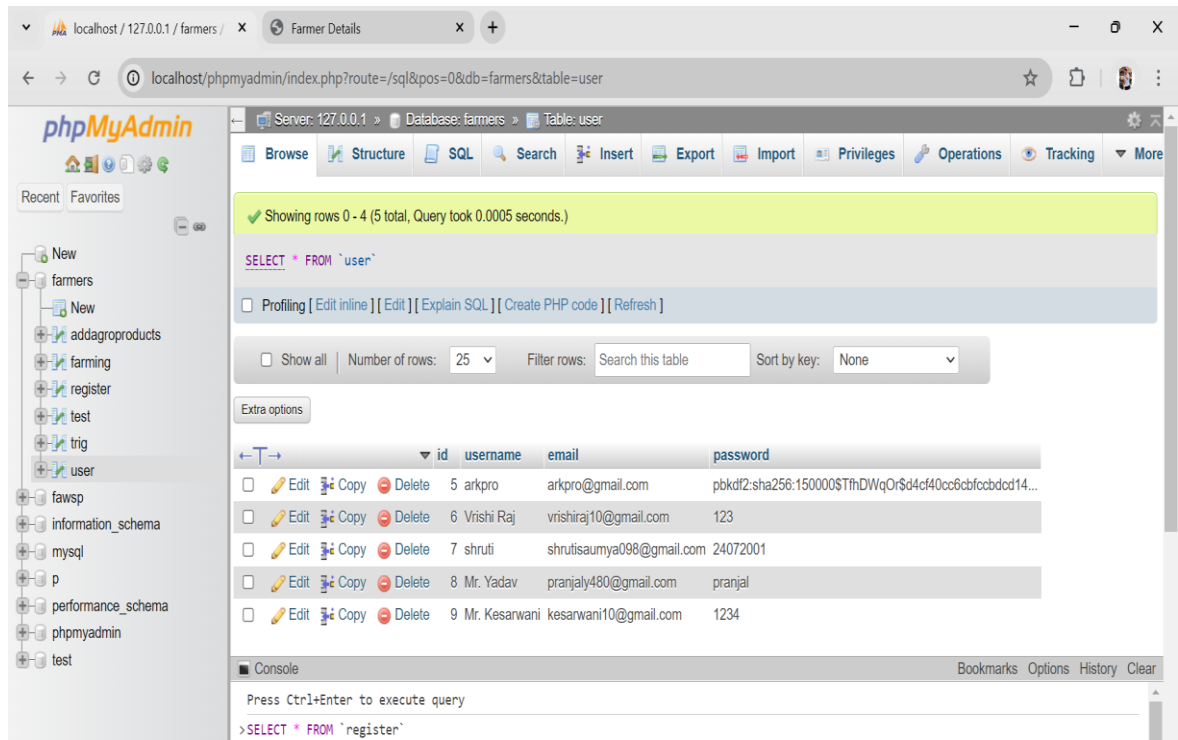 localhost / 127.0.0.1 / farmers /
Farmer Details
localhost/phpmyadmin/index.php?route=/sql&pos=0&db=farmers&table=user
phpMyAdmin
Recent Favorites
New
farmers
New
addagroproducts
farming
register
test
trig
user
fawsp
information_schema
mysql
p
performance_schema
phpmyadmin
test
Server: 127.0.0.1 » Database: farmers » Table: user
Browse Structure SQL Search Insert Export Import Privileges Operations Tracking More
Showing rows 0 - 4 (5 total, Query took 0.0005 seconds.)
SELECT * FROM `user`
Profiling [ Edit inline ] [ Edit ] [ Explain SQL ] [ Create PHP code ] [ Refresh ]
Show all | Number of rows: 25 Filter rows: Search this table Sort by key: None
Extra options
id username email password
Edit Copy Delete 5 arkpro arkpro@gmail.com pbkdf2:sha256:150000$TfhDWqOr$d4cf40cc6cbfccbdcd14...
Edit Copy Delete 6 Vrishi Raj vrishiraj10@gmail.com 123
Edit Copy Delete 7 shruti shrutisaumya098@gmail.com 24072001
Edit Copy Delete 8 Mr. Yadav pranjaly480@gmail.com pranjal
Edit Copy Delete 9 Mr. Kesarwani kesarwani10@gmail.com 1234
Console Bookmarks Options History Clear
Press Ctrl+Enter to execute query
>SELECT * FROM `register`